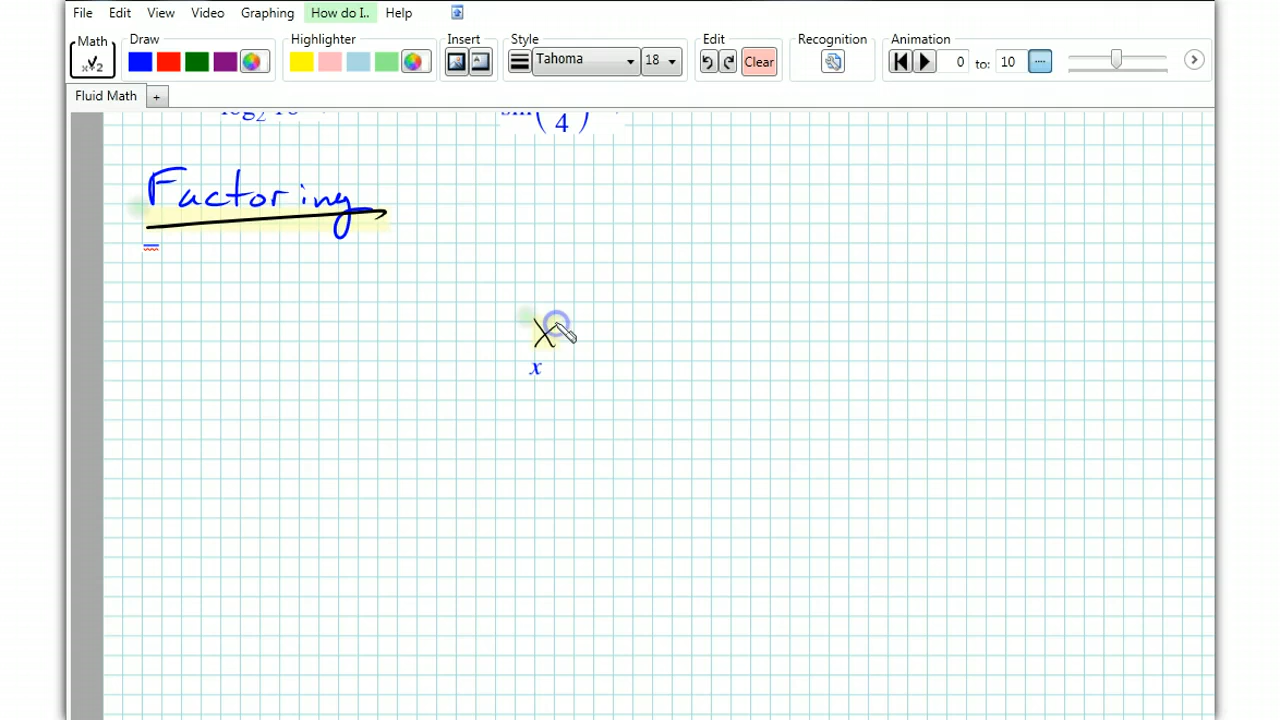 File Edit View Video Graphing How do I.. Help
Math Draw Highlighter Insert Style Edit Recognition Animation
x√2 Tahoma 18 Clear 0 to: 10
Fluid Math +
4
Factoring
X
x